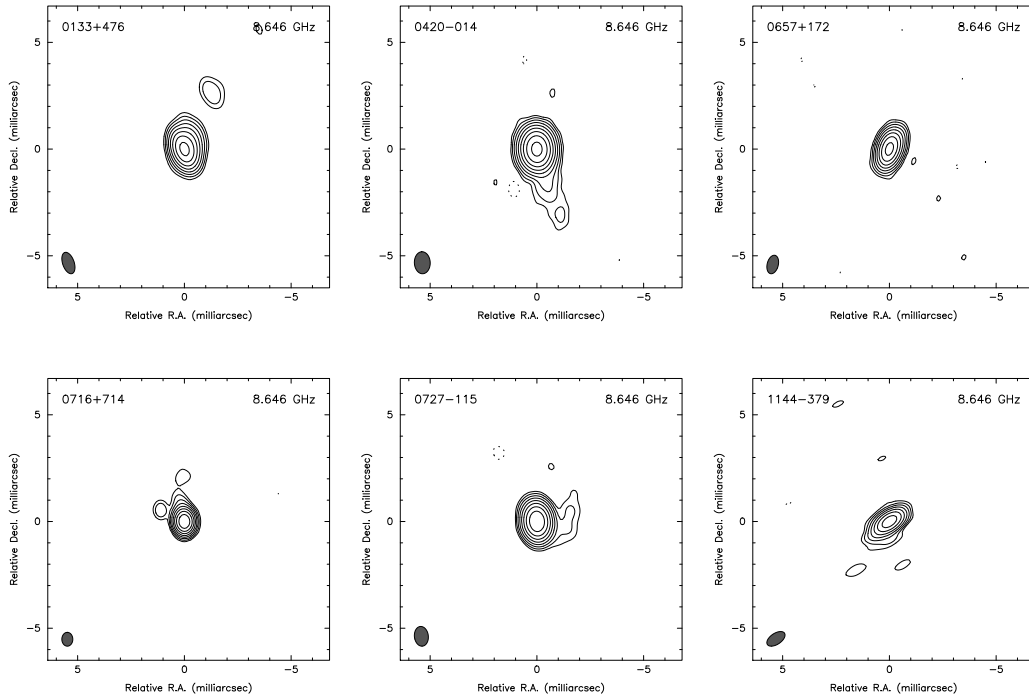 0133+476 8.646 GHz
5
0
−5
5 0 −5
Relative Decl. (milliarcsec)
Relative R.A. (milliarcsec)
0420−014 8.646 GHz
5
0
−5
5 0 −5
Relative Decl. (milliarcsec)
Relative R.A. (milliarcsec)
0657+172 8.646 GHz
5
0
−5
5 0 −5
Relative Decl. (milliarcsec)
Relative R.A. (milliarcsec)
0716+714 8.646 GHz
5
0
−5
5 0 −5
Relative Decl. (milliarcsec)
Relative R.A. (milliarcsec)
0727−115 8.646 GHz
5
0
−5
5 0 −5
Relative Decl. (milliarcsec)
Relative R.A. (milliarcsec)
1144−379 8.646 GHz
5
0
−5
5 0 −5
Relative Decl. (milliarcsec)
Relative R.A. (milliarcsec)